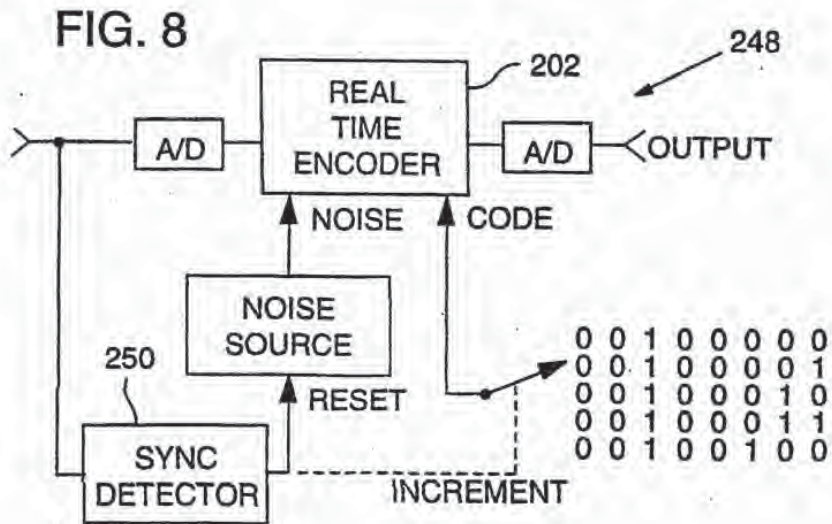 FIG. 8
248
202
REAL
TIME
ENCODER
A/D
A/D
OUTPUT
NOISE
CODE
NOISE
SOURCE
0 0 1 0 0 0 0 0
0 0 1 0 0 0 0 1
0 0 1 0 0 0 1 0
0 0 1 0 0 0 1 1
0 0 1 0 0 1 0 0
250
RESET
SYNC
DETECTOR
INCREMENT